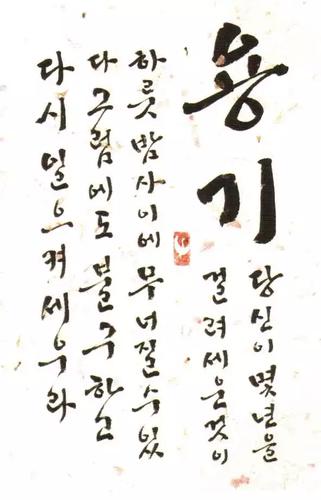 용기
당신이 몇년을
걸려세운것이
하룻밤사이에 무너질수있
다 그럼에도 불구하고
다시 일으켜세우라